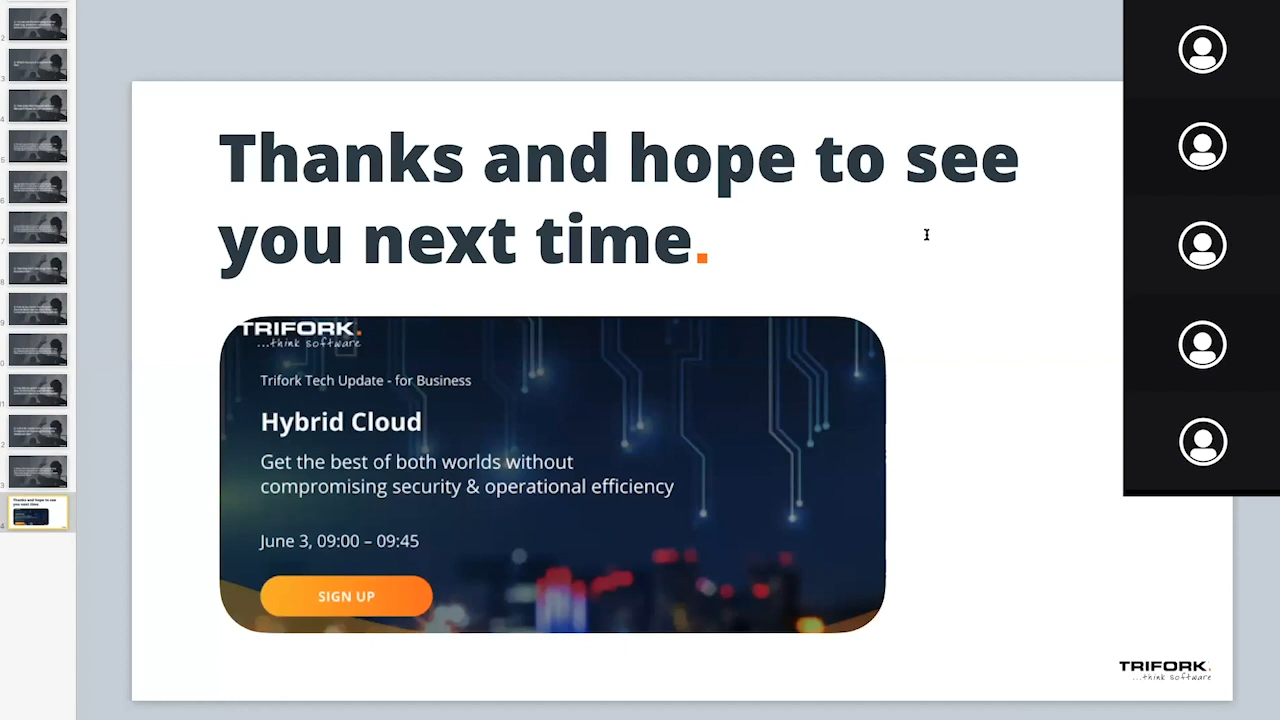 Thanks and hope to see
you next time.
TRIFORK.
...think software
Trifork Tech Update - for Business
Hybrid Cloud
Get the best of both worlds without
compromising security & operational efficiency
June 3, 09:00 – 09:45
SIGN UP
TRIFORK.
...think software